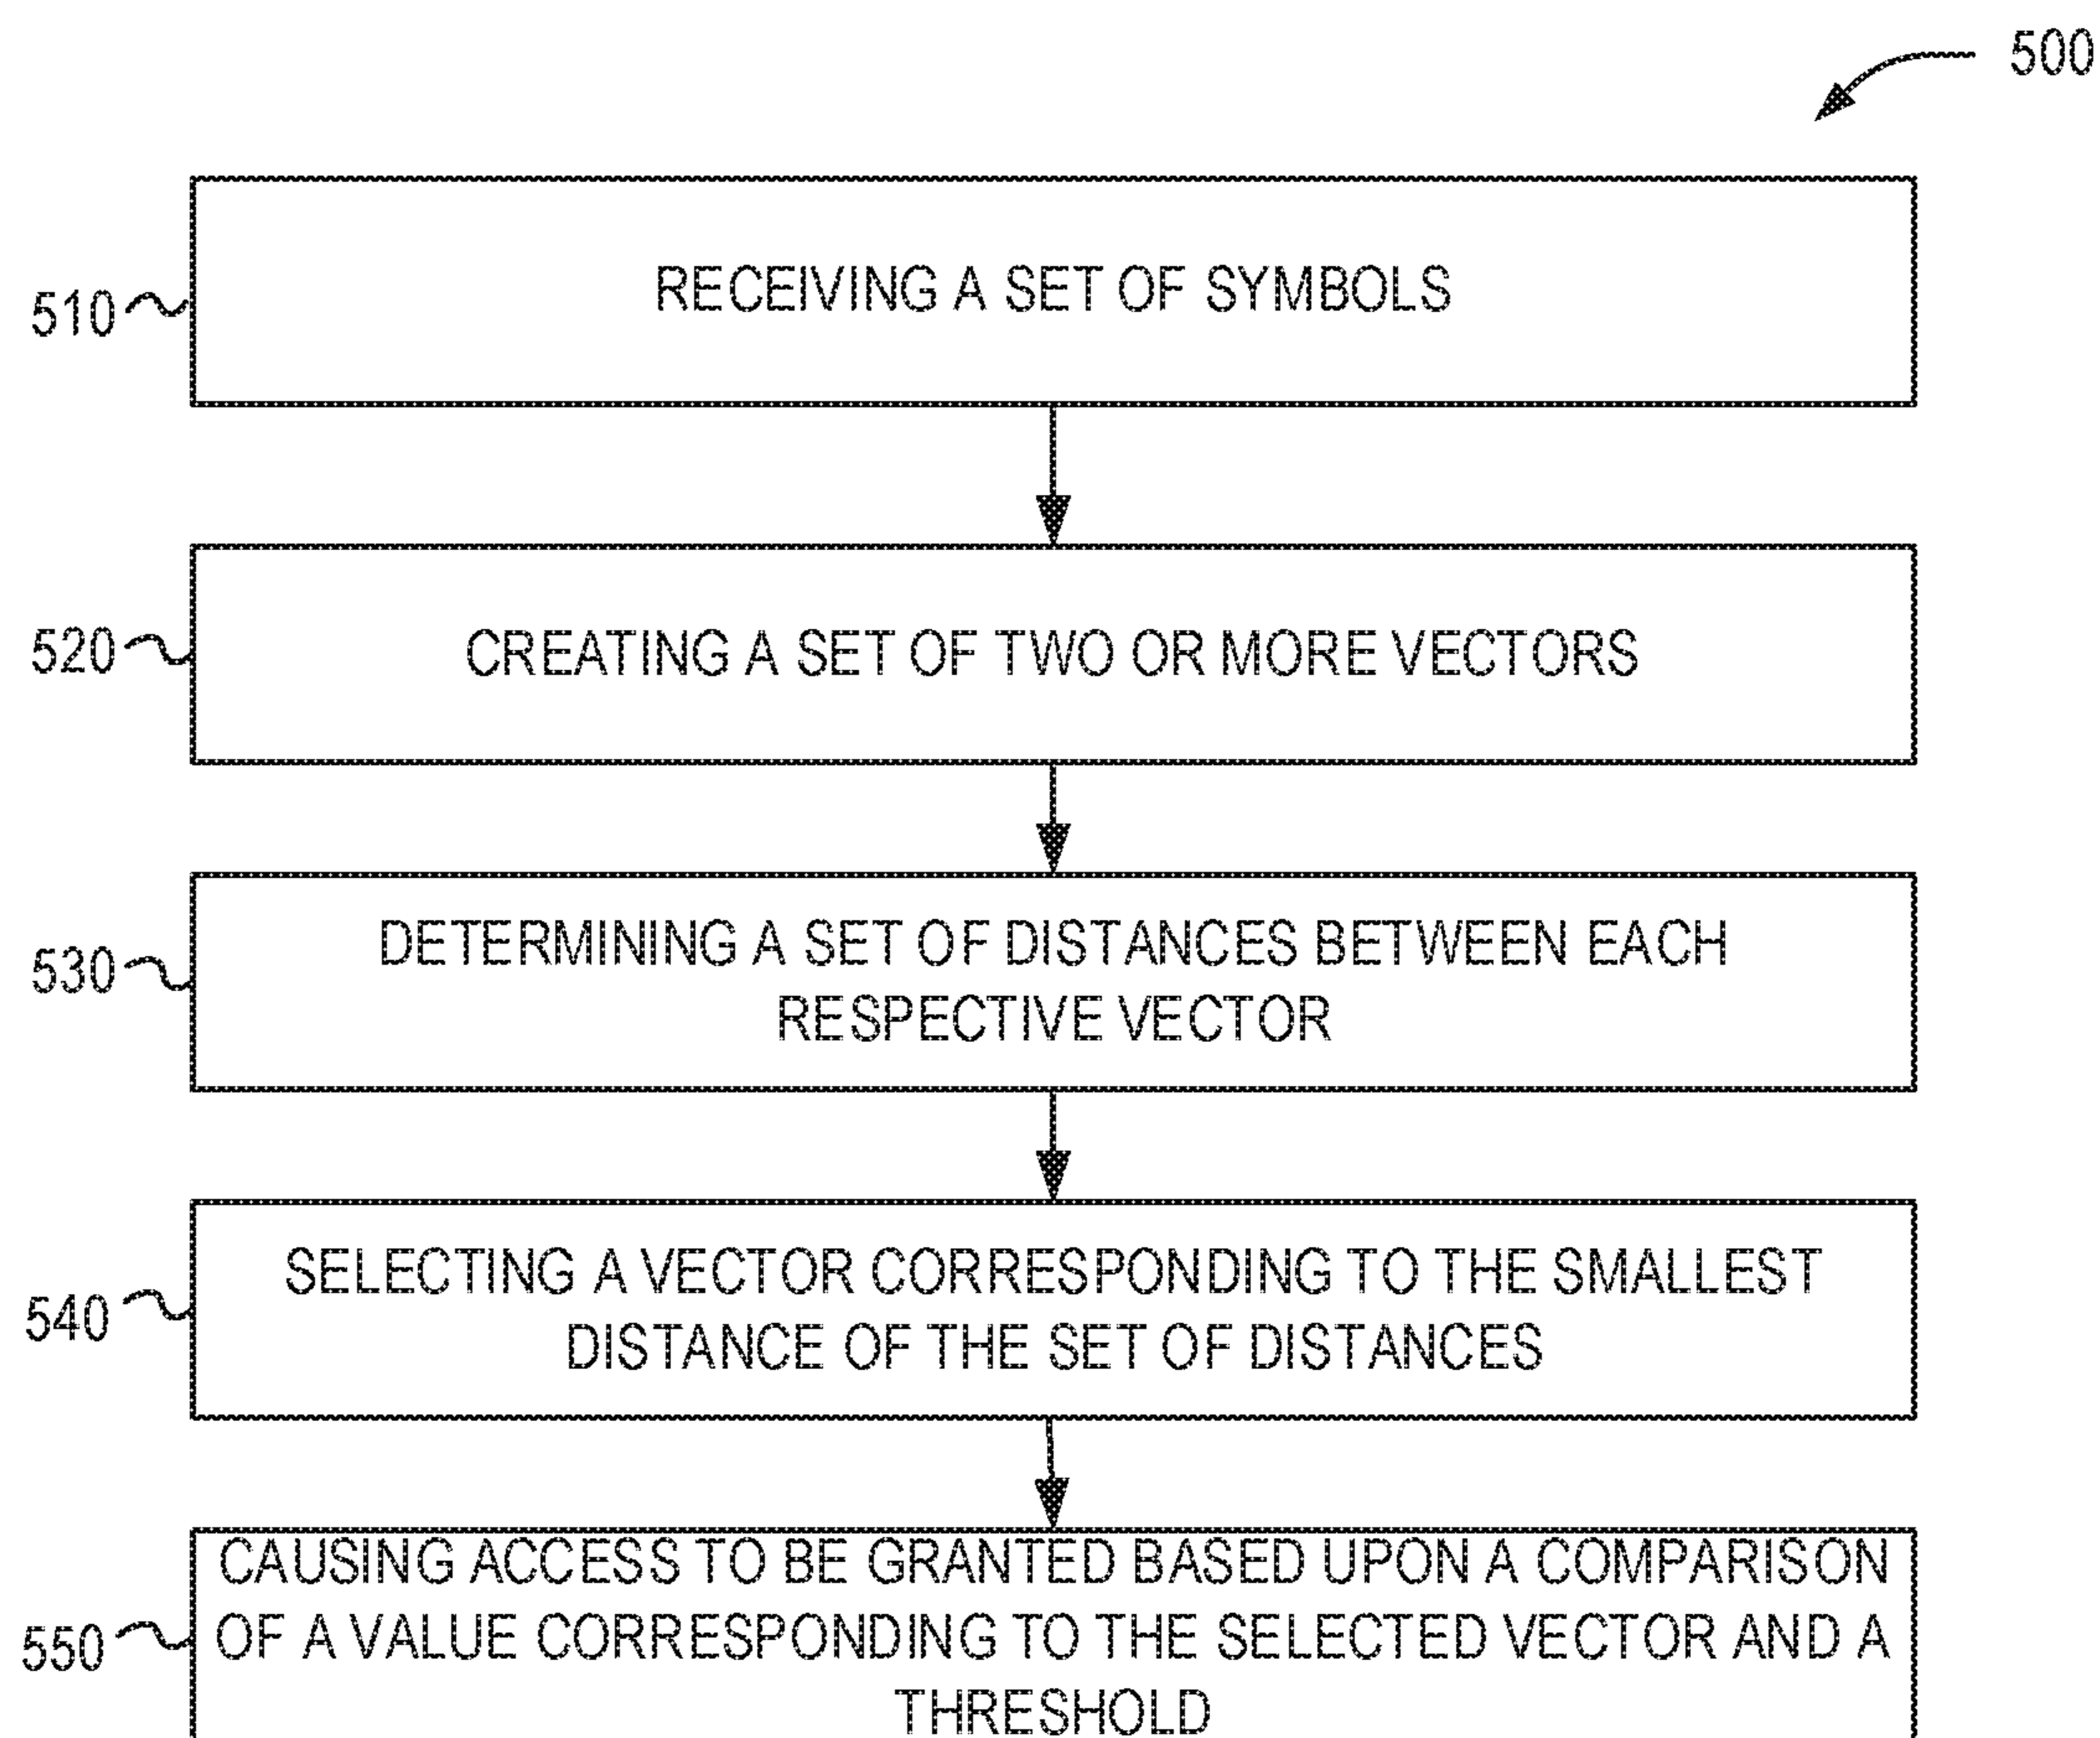 500
510
RECEIVING A SET OF SYMBOLS
520
CREATING A SET OF TWO OR MORE VECTORS
530
DETERMINING A SET OF DISTANCES BETWEEN EACH
RESPECTIVE VECTOR
540
SELECTING A VECTOR CORRESPONDING TO THE SMALLEST
DISTANCE OF THE SET OF DISTANCES
550
CAUSING ACCESS TO BE GRANTED BASED UPON A COMPARISON
OF A VALUE CORRESPONDING TO THE SELECTED VECTOR AND A
THRESHOLD